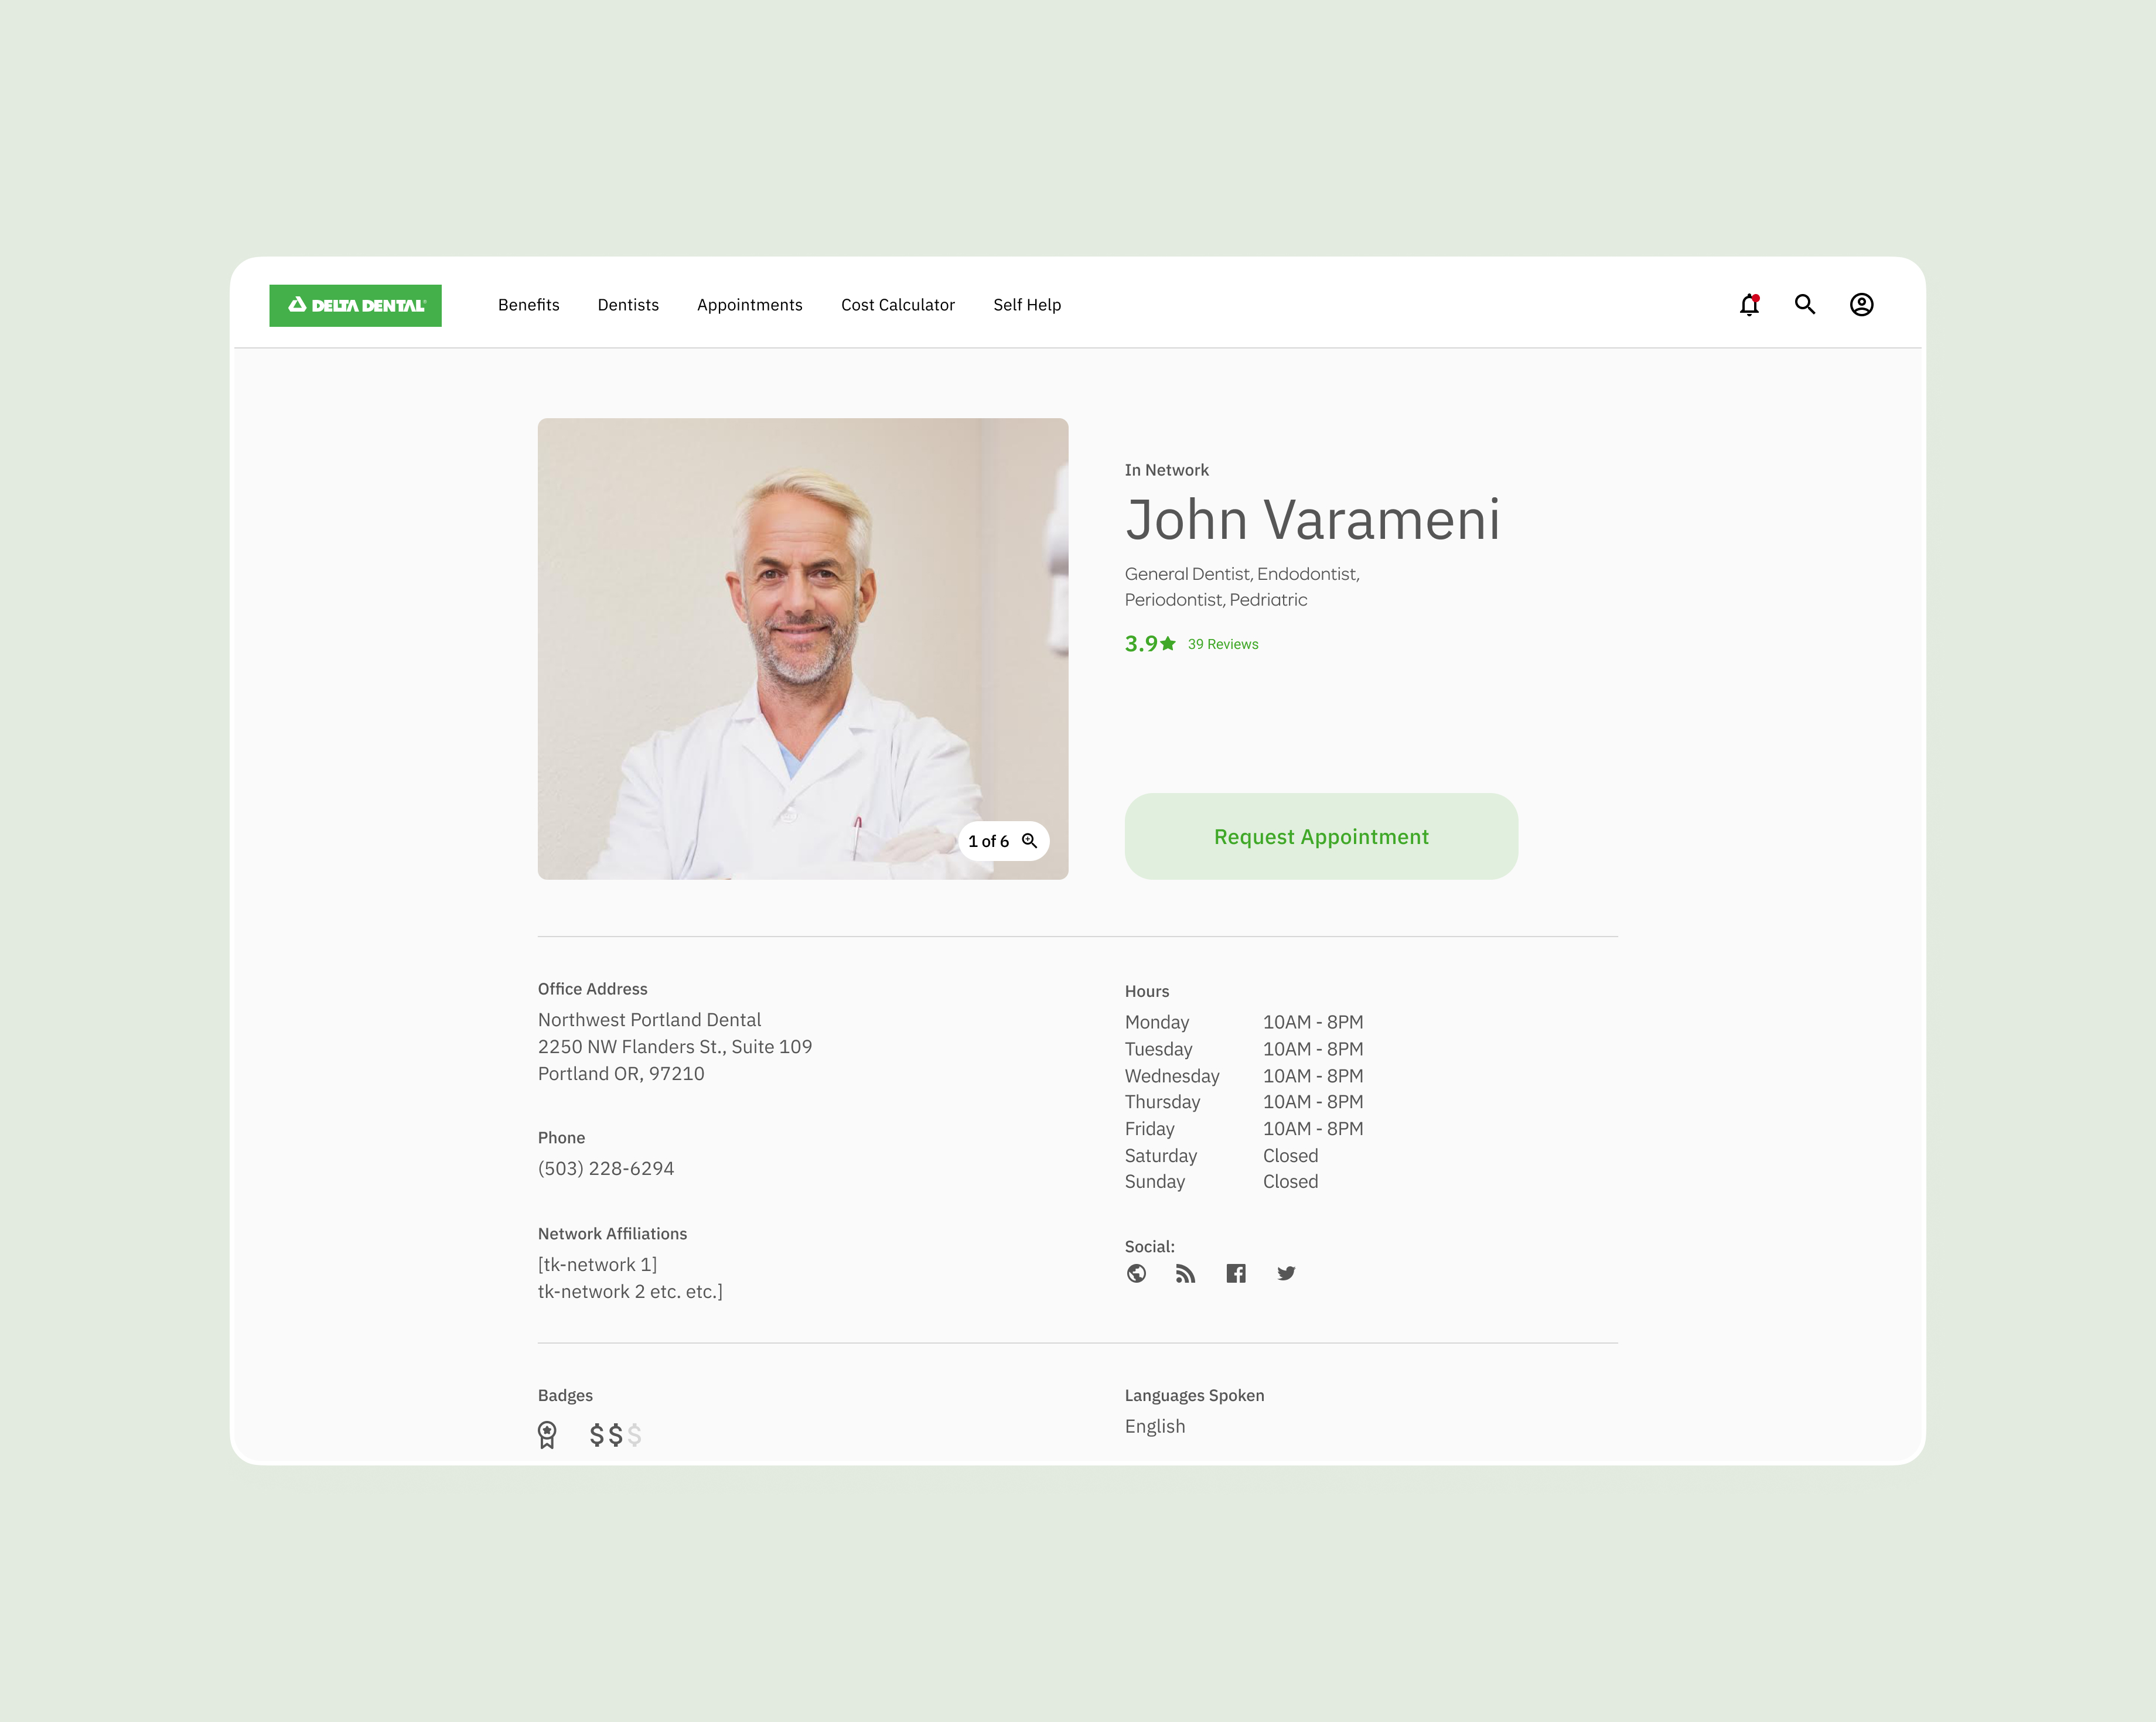 DELTA DENTAL
Benefits
Dentists
Appointments
Cost Calculator
Self Help
In Network
John Varameni
General Dentist, Endodontist,
Periodontist, Pedriatric
3.9
39 Reviews
1 of 6
Request Appointment
Office Address
Northwest Portland Dental
2250 NW Flanders St., Suite 109
Portland OR, 97210
Phone
(503) 228-6294
Network Affiliations
[tk-network 1]
tk-network 2 etc. etc.]
Hours
Monday 10AM - 8PM
Tuesday 10AM - 8PM
Wednesday 10AM - 8PM
Thursday 10AM - 8PM
Friday 10AM - 8PM
Saturday Closed
Sunday Closed
Social:
Badges
$$$
Languages Spoken
English